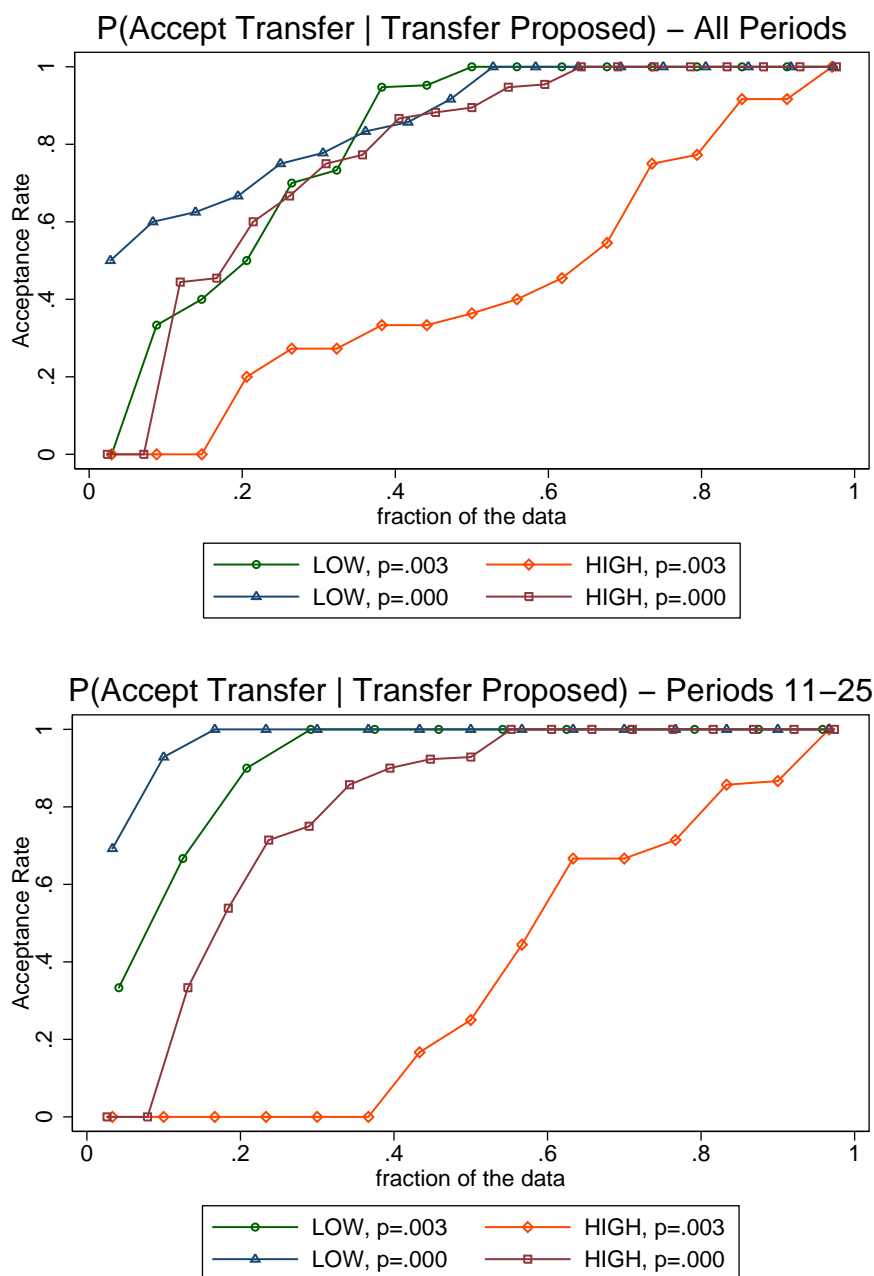 P(Accept Transfer | Transfer Proposed) − All Periods
1
.8
.6
.4
.2
0
Acceptance Rate
0 .2 .4 .6 .8 1
fraction of the data
LOW, p=.003 HIGH, p=.003
LOW, p=.000 HIGH, p=.000
P(Accept Transfer | Transfer Proposed) − Periods 11−25
1
.8
.6
.4
.2
0
Acceptance Rate
0 .2 .4 .6 .8 1
fraction of the data
LOW, p=.003 HIGH, p=.003
LOW, p=.000 HIGH, p=.000